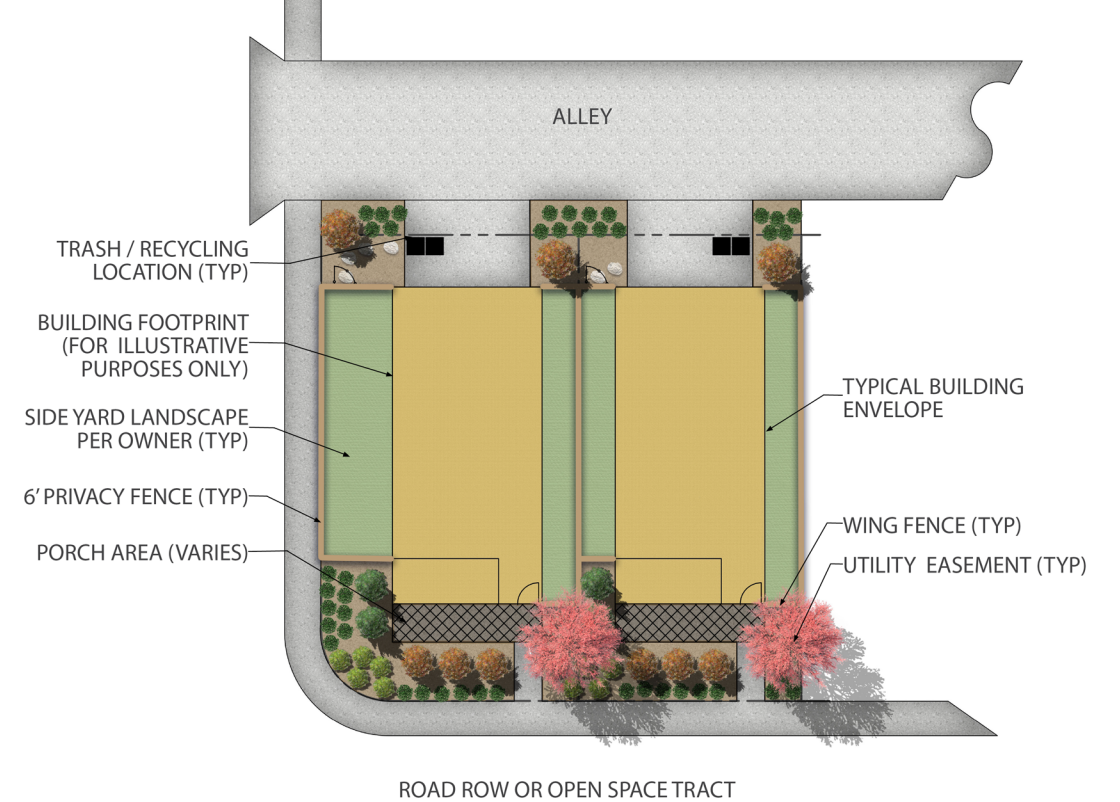 ALLEY
TRASH / RECYCLING
LOCATION (TYP)
BUILDING FOOTPRINT
(FOR ILLUSTRATIVE
PURPOSES ONLY)
SIDE YARD LANDSCAPE
PER OWNER (TYP)
6' PRIVACY FENCE (TYP)
PORCH AREA (VARIES)
TYPICAL BUILDING
ENVELOPE
WING FENCE (TYP)
UTILITY EASEMENT (TYP)
ROAD ROW OR OPEN SPACE TRACT